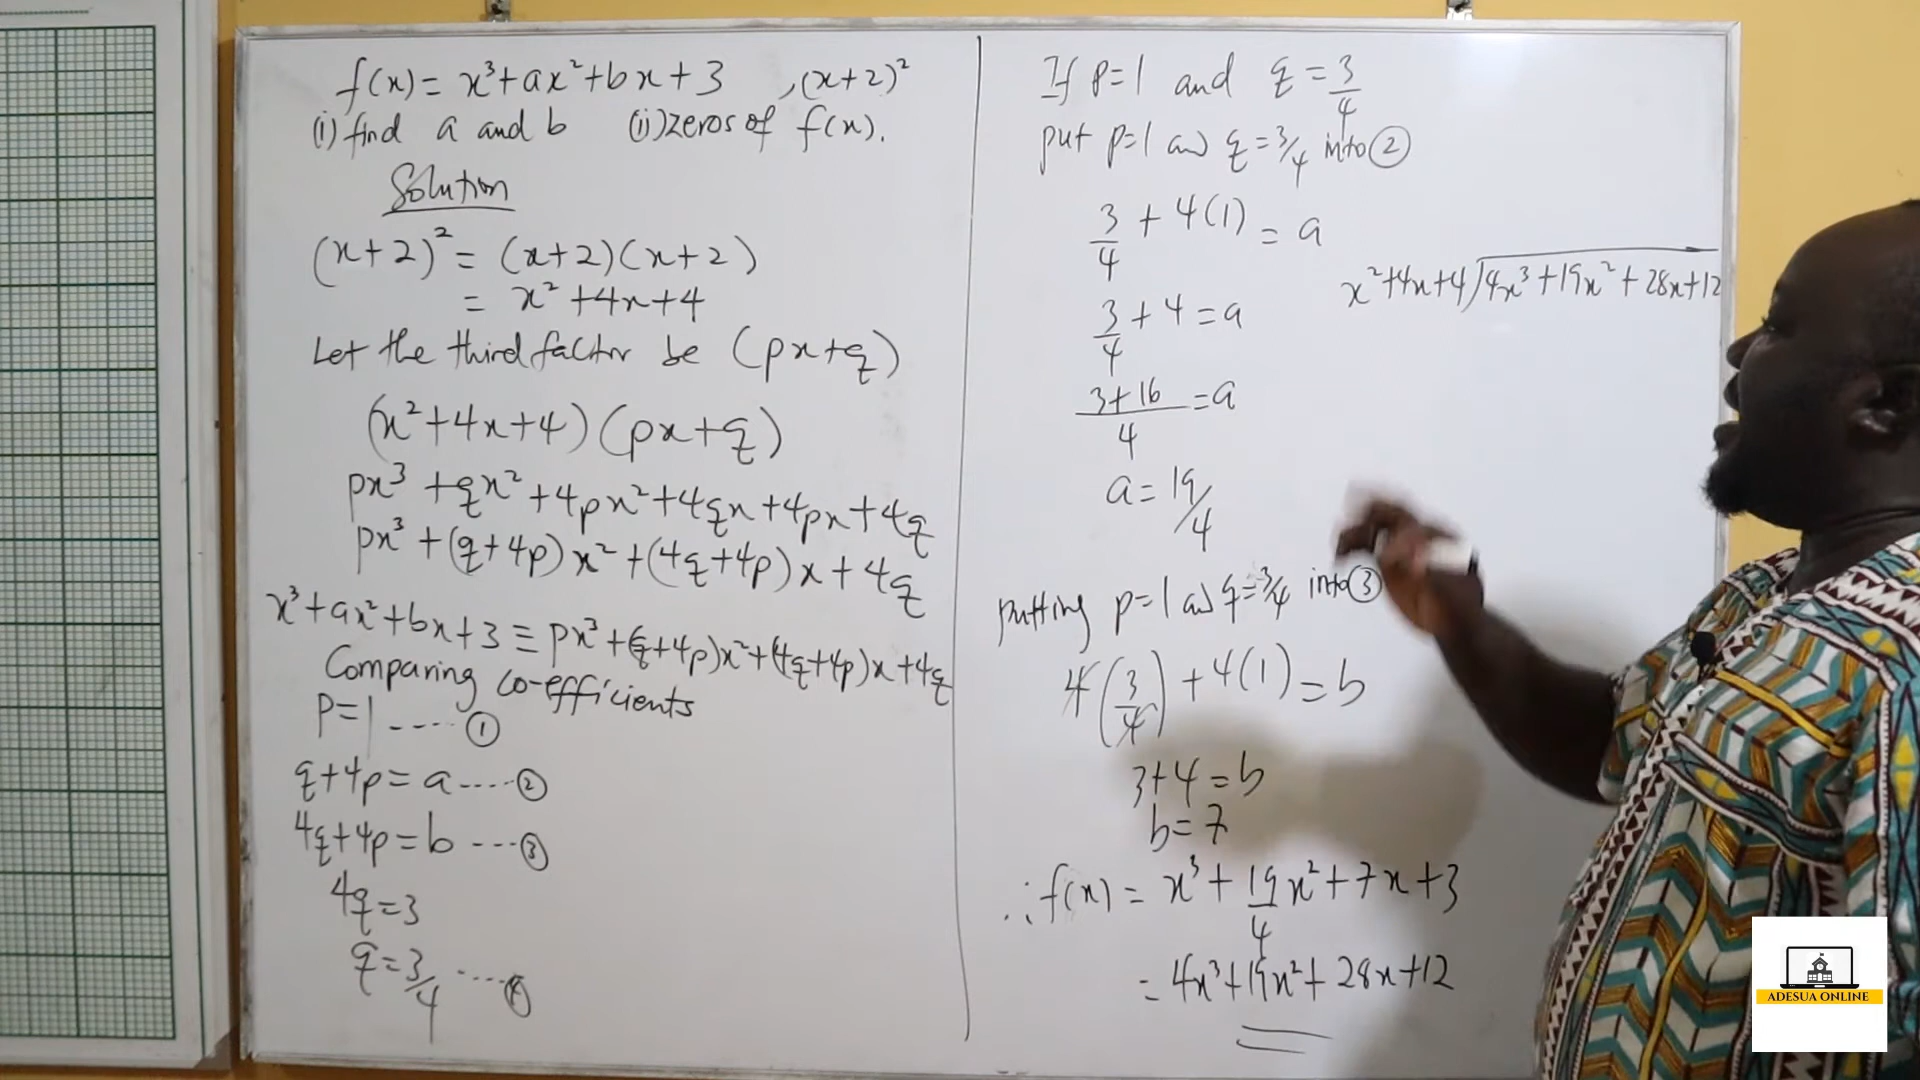 f(x) = x³ + ax² + bx + 3 , (x+2)²
(i) find a and b (ii) zeros of f(x).
Solution
(x+2)² = (x+2)(x+2)
= x² + 4x + 4
Let the third factor be (px+q)
(x² + 4x + 4)(px+q)
px³ + qx² + 4px² + 4qx + 4px + 4q
px³ + (q+4p)x² + (4q+4p)x + 4q
x³ + ax² + bx + 3 ≡ px³ + (q+4p)x² + (4q+4p)x + 4q
Comparing co-efficients
P = 1 ---- ①
q + 4p = a ---- ②
4q + 4p = b --- ③
4q = 3
q = 3/4 ----
If p = 1 and q = 3/4
put p=1 and q = 3/4 into ②
3/4 + 4(1) = a
3/4 + 4 = a
(3+16)/4 = a
a = 19/4
putting p=1 and q = 3/4 into ③
4(3/4) + 4(1) = b
3 + 4 = b
b = 7
∴ f(x) = x³ + 19/4 x² + 7x + 3
= 4x³ + 19x² + 28x + 12
x² + 4x + 4 ) 4x³ + 19x² + 28x + 12
ADESUA ONLINE